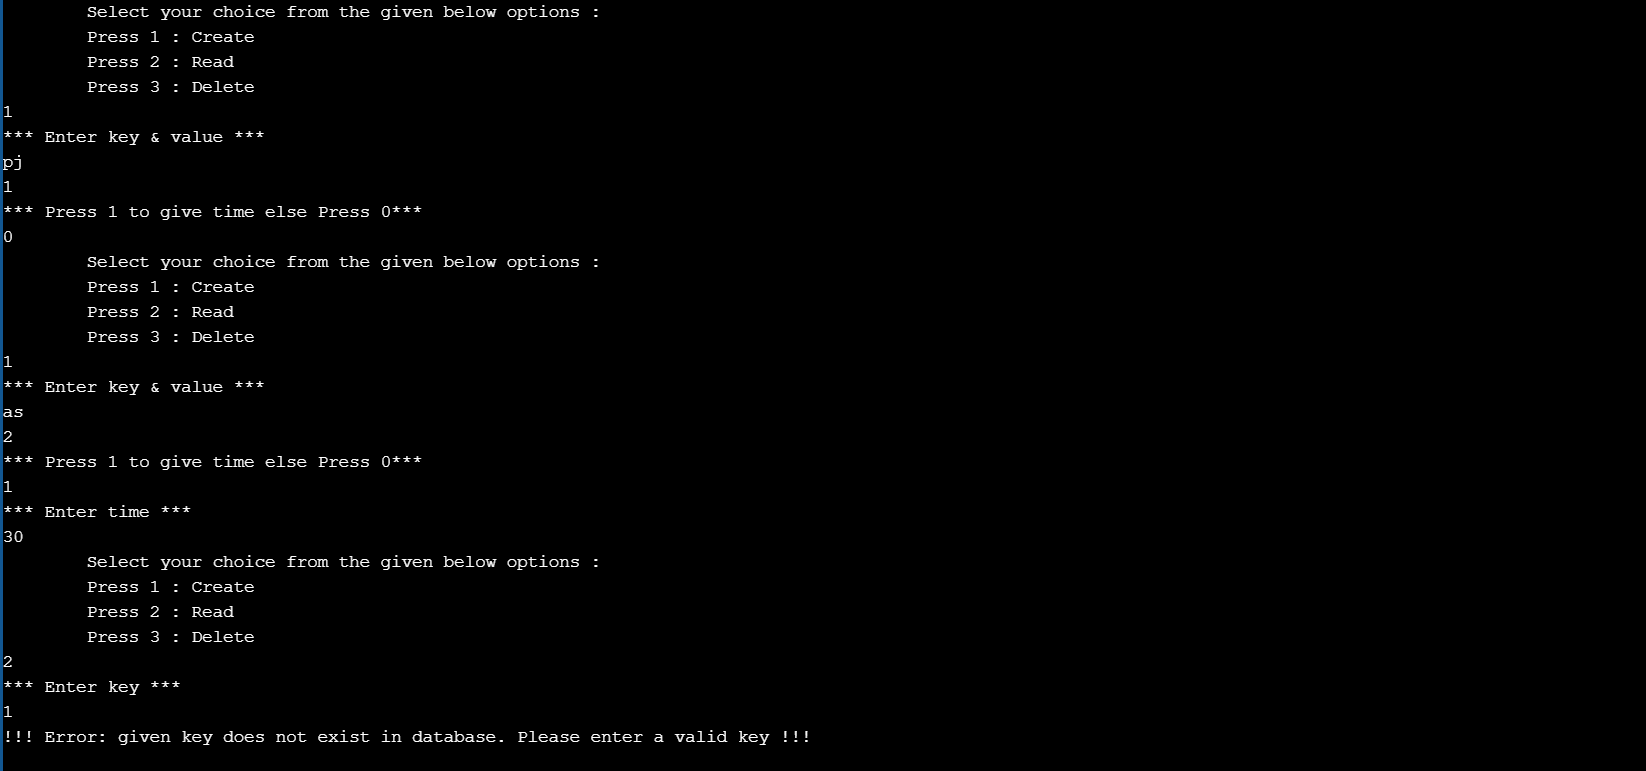 Select your choice from the given below options :
Press 1 : Create
Press 2 : Read
Press 3 : Delete
1
*** Enter key & value ***
pj
1
*** Press 1 to give time else Press 0***
0
Select your choice from the given below options :
Press 1 : Create
Press 2 : Read
Press 3 : Delete
1
*** Enter key & value ***
as
2
*** Press 1 to give time else Press 0***
1
*** Enter time ***
30
Select your choice from the given below options :
Press 1 : Create
Press 2 : Read
Press 3 : Delete
2
*** Enter key ***
1
!!! Error: given key does not exist in database. Please enter a valid key !!!